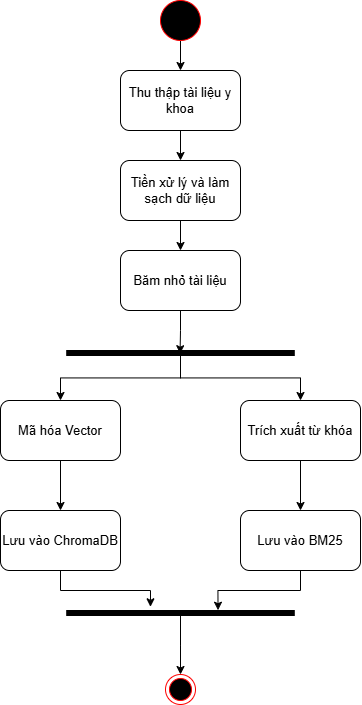 Thu thập tài liệu y
khoa
Tiền xử lý và làm
sạch dữ liệu
Băm nhỏ tài liệu
Mã hóa Vector
Trích xuất từ khóa
Lưu vào ChromaDB
Lưu vào BM25